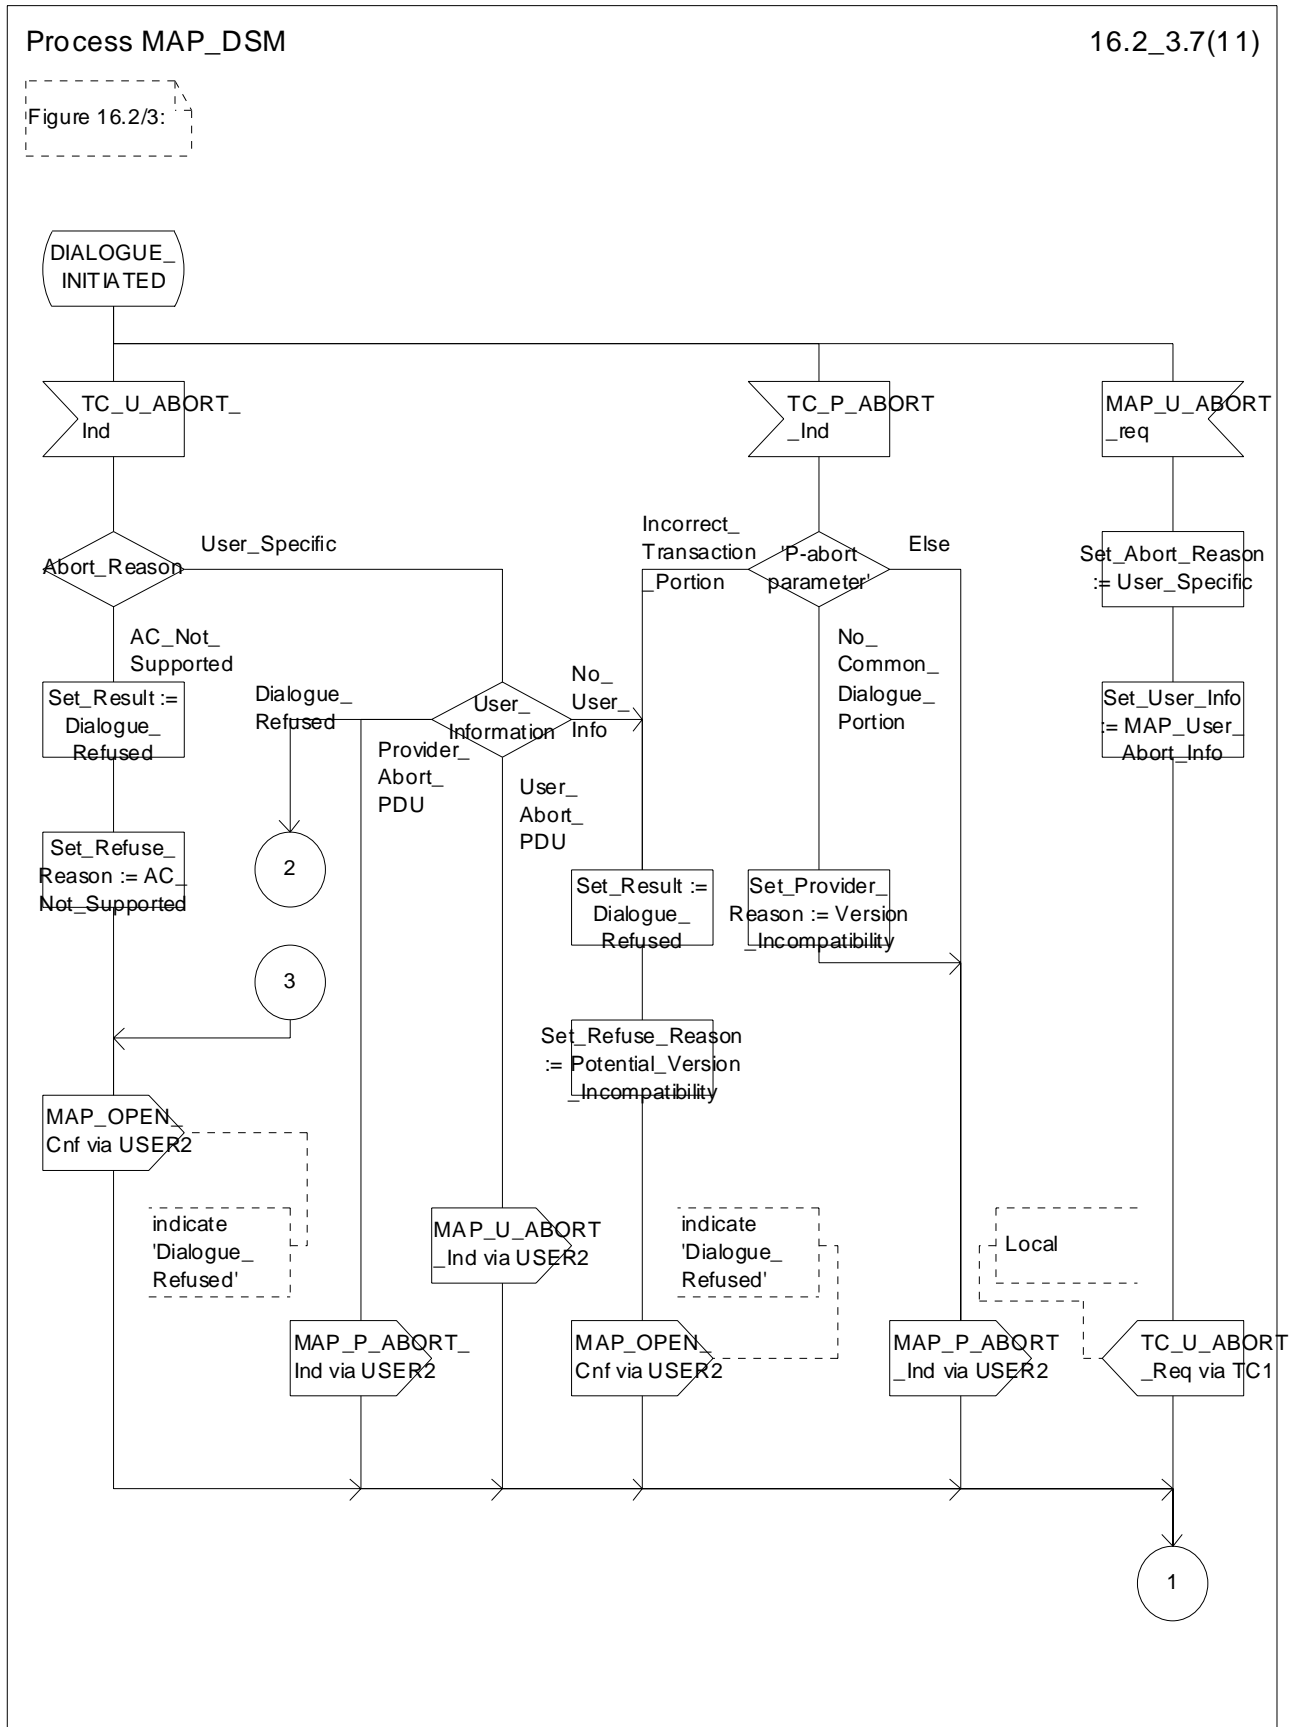 Process MAP_DSM
16.2_3.7(11)
Figure 16.2/3:
DIALOGUE_
INITIATED
TC_U_ABORT_
Ind
TC_P_ABORT
_Ind
MAP_U_ABORT
_req
Abort_Reason
User_Specific
Incorrect_
Transaction
_Portion
'P-abort
parameter'
Else
Set_Abort_Reason
:= User_Specific
AC_Not_
Supported
No_
Common_
Dialogue_
Portion
Set_Result :=
Dialogue_
Refused
Dialogue_
Refused
User_
Information
No_
User_
Info
Set_User_Info
:= MAP_User_
Abort_Info
Provider_
Abort_
PDU
User_
Abort_
PDU
Set_Refuse_
Reason := AC_
Not_Supported
2
Set_Result :=
Dialogue_
Refused
Set_Provider_
Reason := Version
_Incompatibility
3
Set_Refuse_Reason
:= Potential_Version
_Incompatibility
MAP_OPEN_
Cnf via USER2
indicate
'Dialogue_
Refused'
MAP_U_ABORT
_Ind via USER2
indicate
'Dialogue_
Refused'
Local
MAP_P_ABORT_
Ind via USER2
MAP_OPEN_
Cnf via USER2
MAP_P_ABORT
_Ind via USER2
TC_U_ABORT
_Req via TC1
1